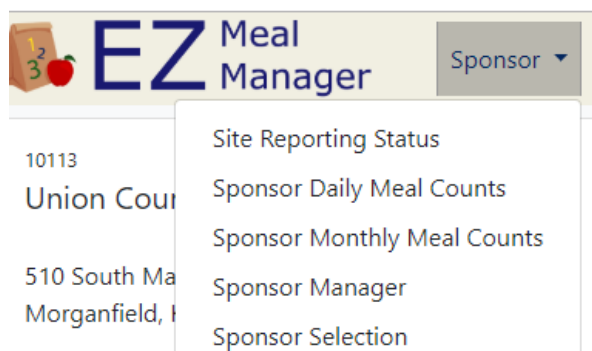 1 2 3
EZ Meal Manager
Sponsor
Site Reporting Status
Sponsor Daily Meal Counts
Sponsor Monthly Meal Counts
Sponsor Manager
Sponsor Selection
10113
Union Cour
510 South Ma
Morganfield,